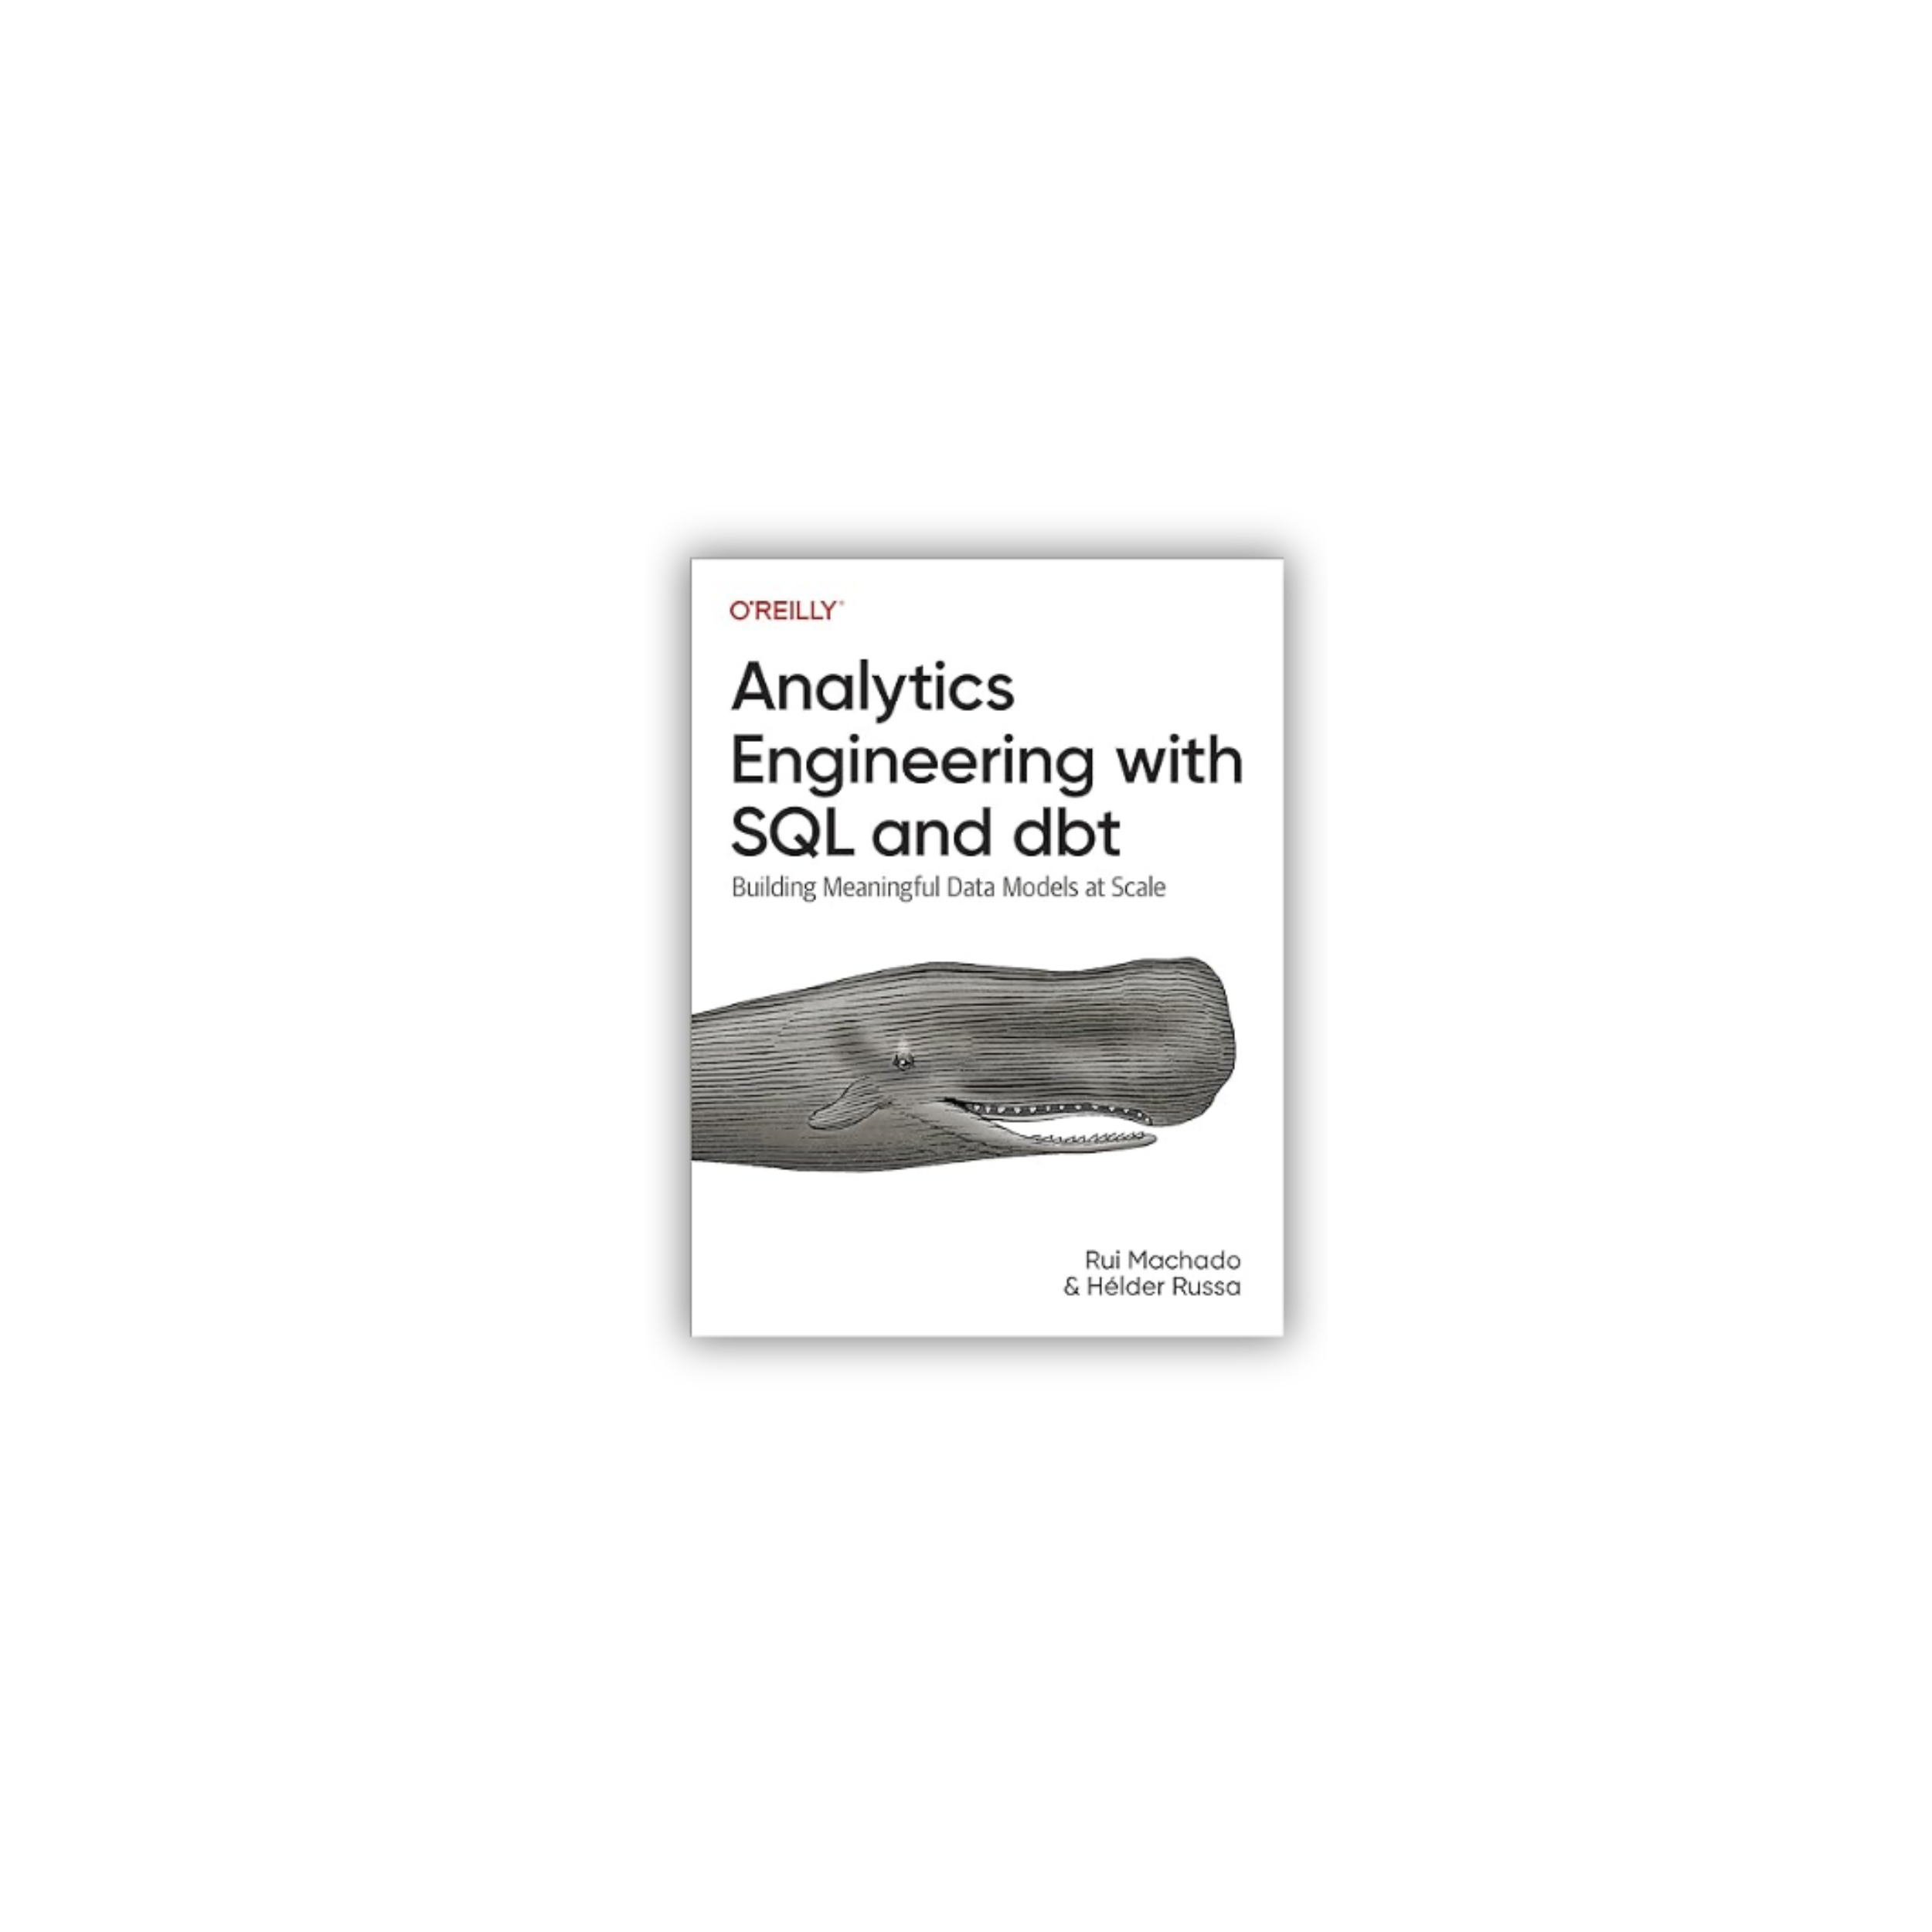 O'REILLY®
Analytics
Engineering with
SQL and dbt
Building Meaningful Data Models at Scale
Rui Machado
& Hélder Russa